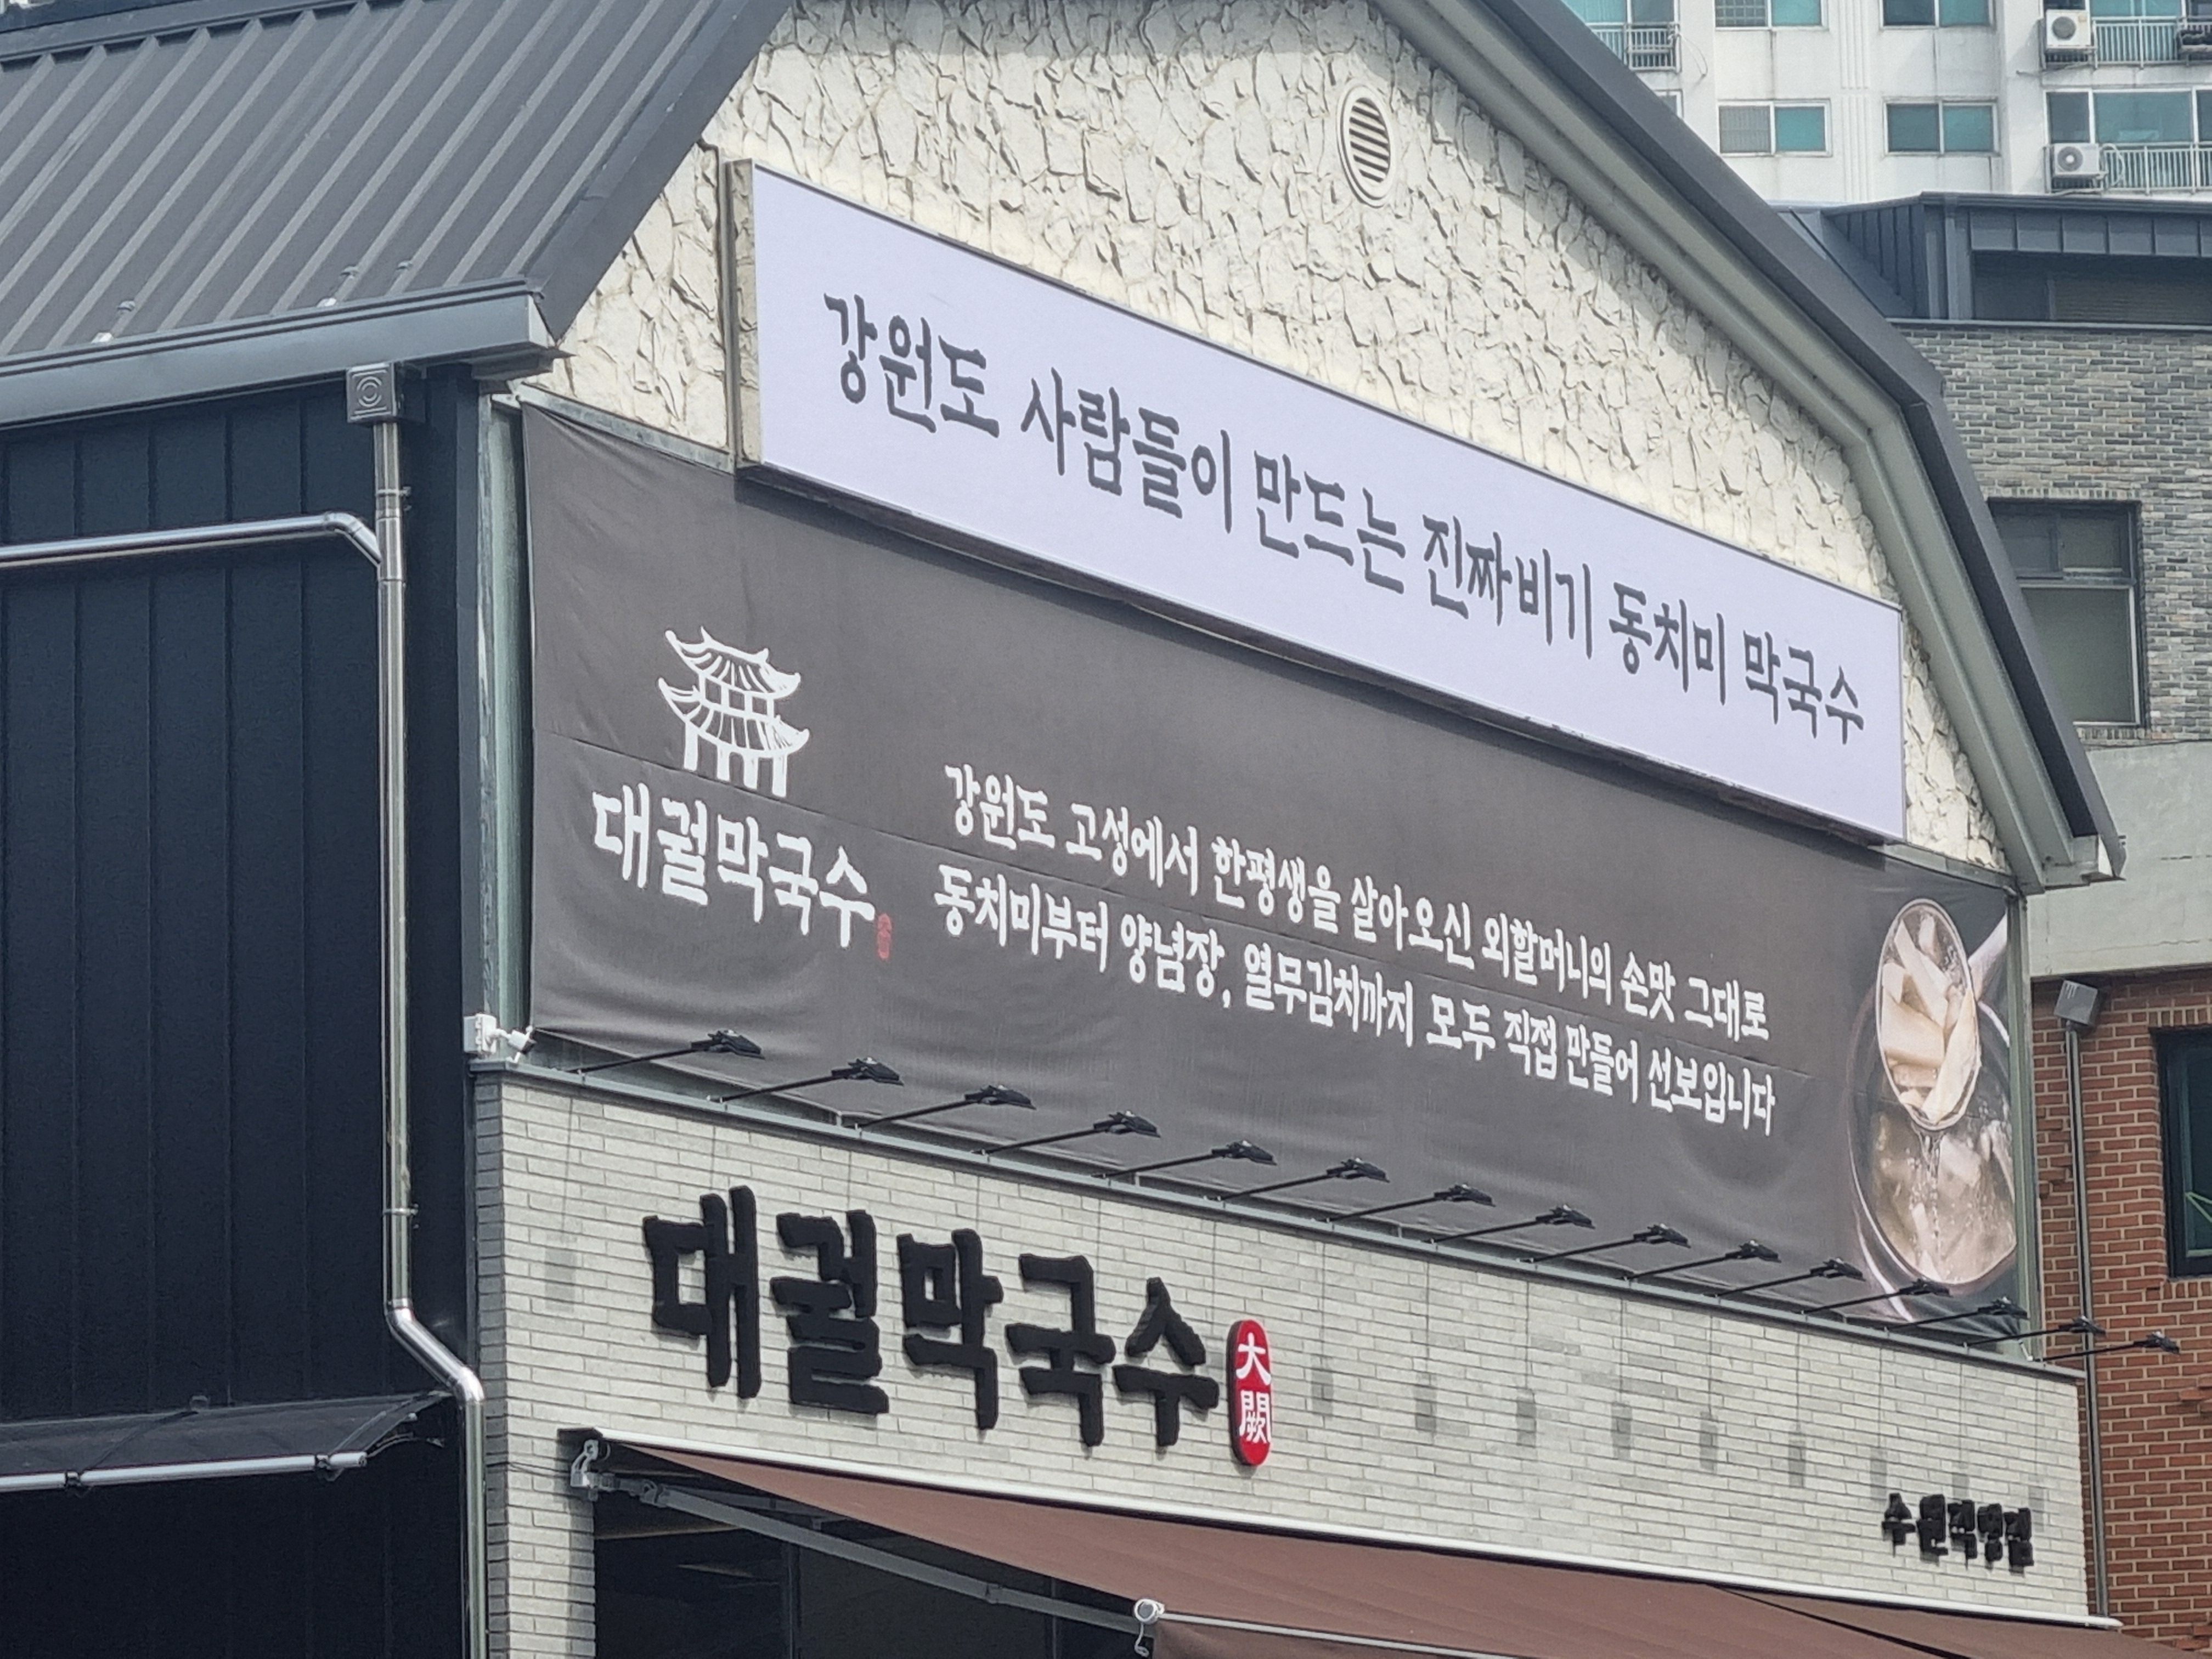 강원도 사람들이 만드는 진짜비기 동치미 막국수
대궐막국수
강원도 고성에서 한평생을 살아오신 외할머니의 손맛 그대로
동치미부터 양념장, 열무김치까지 모두 직접 만들어 선보입니다
대궐막국수
大闕
수원직영점